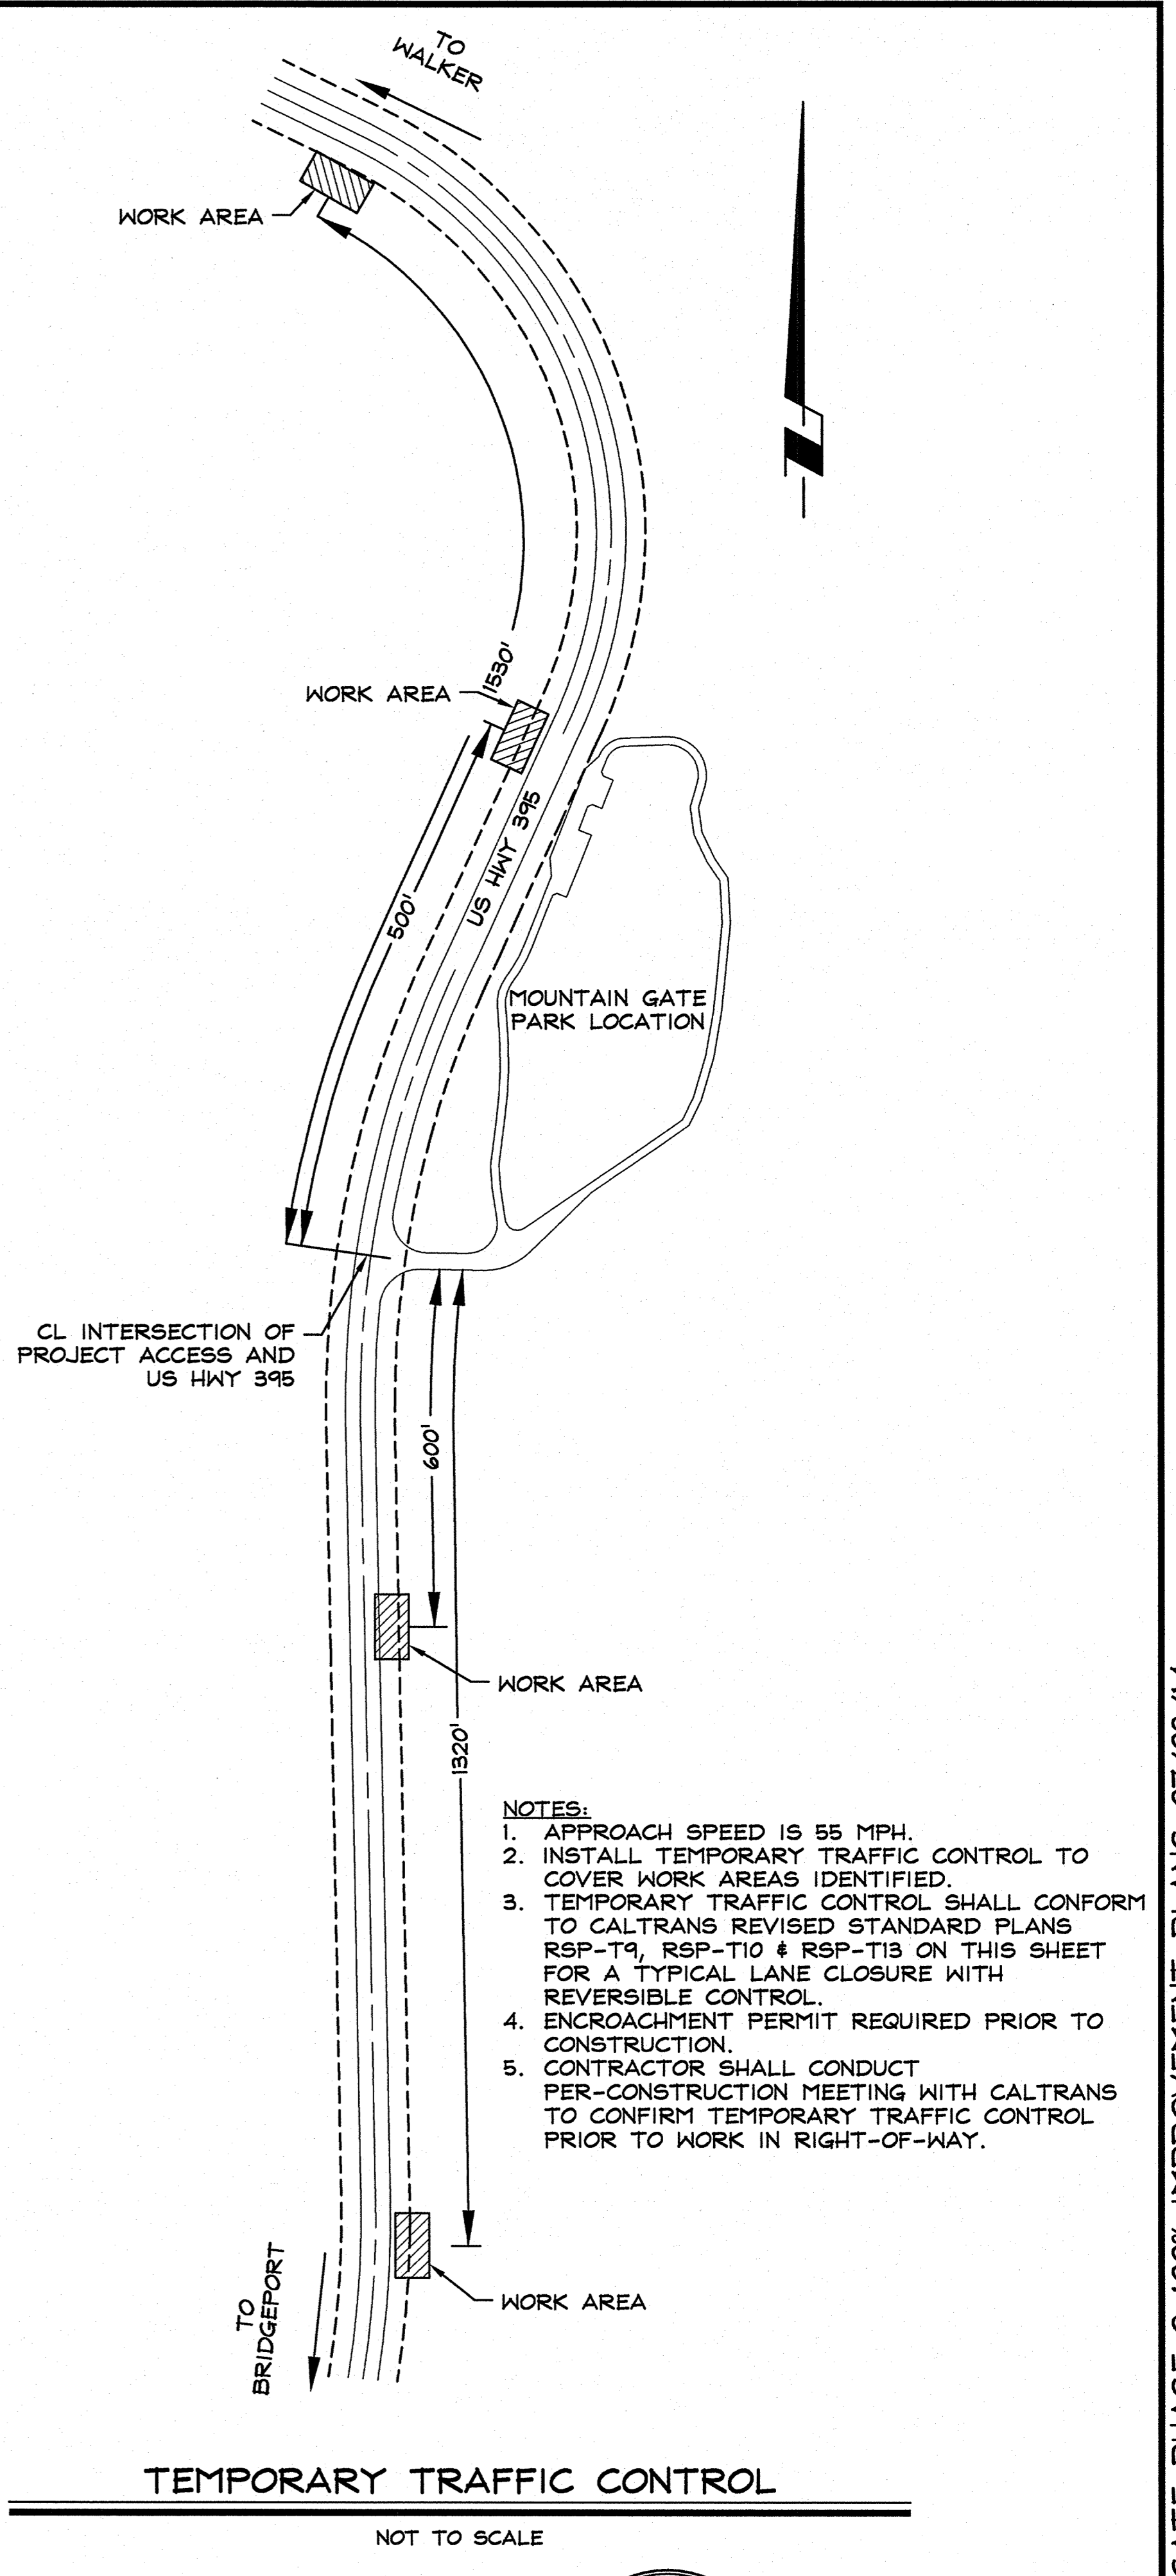 TO
WALKER
WORK AREA
1530'
WORK AREA
US HWY 395
500'
MOUNTAIN GATE
PARK LOCATION
CL INTERSECTION OF
PROJECT ACCESS AND
US HWY 395
600'
WORK AREA
1320'
NOTES:
1. APPROACH SPEED IS 55 MPH.
2. INSTALL TEMPORARY TRAFFIC CONTROL TO
COVER WORK AREAS IDENTIFIED.
3. TEMPORARY TRAFFIC CONTROL SHALL CONFORM
TO CALTRANS REVISED STANDARD PLANS
RSP-T9, RSP-T10 & RSP-T13 ON THIS SHEET
FOR A TYPICAL LANE CLOSURE WITH
REVERSIBLE CONTROL.
4. ENCROACHMENT PERMIT REQUIRED PRIOR TO
CONSTRUCTION.
5. CONTRACTOR SHALL CONDUCT
PER-CONSTRUCTION MEETING WITH CALTRANS
TO CONFIRM TEMPORARY TRAFFIC CONTROL
PRIOR TO WORK IN RIGHT-OF-WAY.
TO
BRIDGEPORT
WORK AREA
TEMPORARY TRAFFIC CONTROL
NOT TO SCALE